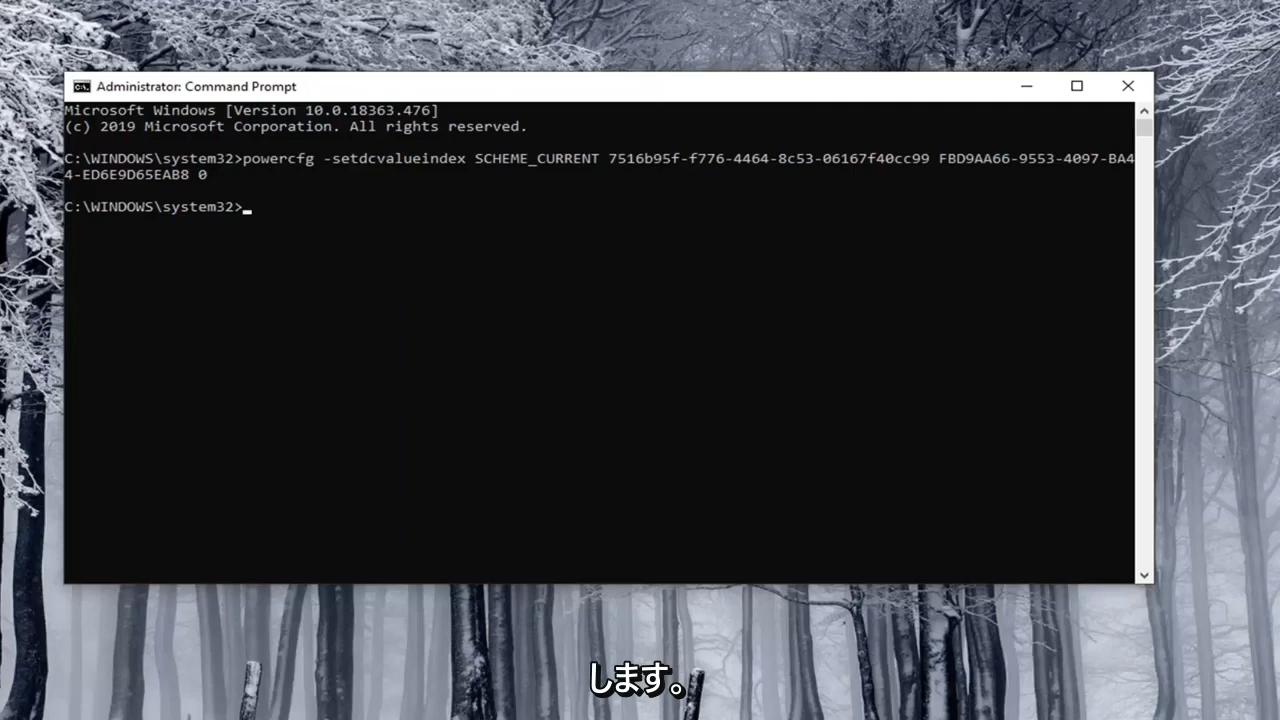 Administrator: Command Prompt
Microsoft Windows [Version 10.0.18363.476]
(c) 2019 Microsoft Corporation. All rights reserved.
C:\WINDOWS\system32>powercfg -setdcvalueindex SCHEME_CURRENT 7516b95f-f776-4464-8c53-06167f40cc99 FBD9AA66-9553-4097-BA4
4-ED6E9D65EAB8 0
C:\WINDOWS\system32>
します。